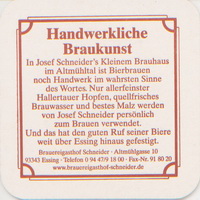 Handwerkliche
Braukunst
In Josef Schneider's Kleinem Brauhaus
im Altmühltal ist Bierbrauen
noch Handwerk im wahrsten Sinne
des Wortes. Nur allerfeinster
Hallertauer Hopfen, quellfrisches
Brauwasser und bestes Malz werden
von Josef Schneider persönlich
zum Brauen verwendet.
Und das hat den guten Ruf seiner Biere
weit über Essing hinaus gefestigt.
Brauereigasthof Schneider · Altmühlgasse 10
93343 Essing · Telefon 0 94 47/9 18 00 · Fax-Nr. 91 80 20
www.brauereigasthof-schneider.de